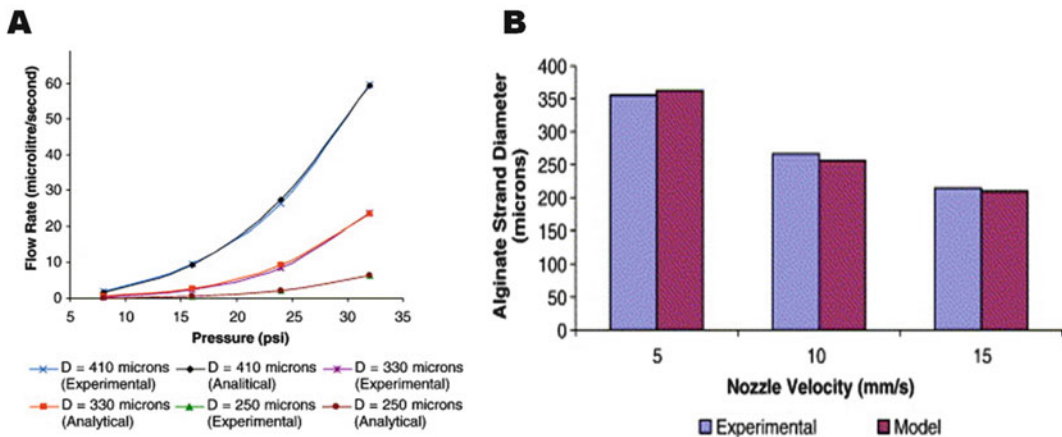 A
Flow Rate (microlitre/second)
60
50
40
30
20
10
0
5
10
15
20
25
30
35
Pressure (psi)
D = 410 microns
(Experimental)
D = 410 microns
(Analitical)
D = 330 microns
(Experimental)
D = 330 microns
(Analytical)
D = 250 microns
(Experimental)
D = 250 microns
(Analytical)
B
Alginate Strand Diameter
(microns)
400
350
300
250
200
150
100
50
0
5
10
15
Nozzle Velocity (mm/s)
Experimental
Model